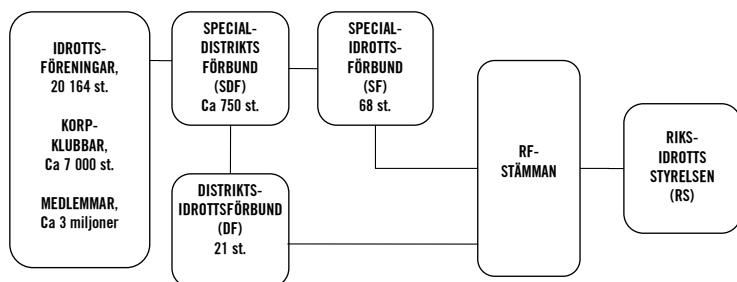 IDROTTS-
FÖRENINGAR,
20 164 st.
KORP-
KLUBBAR,
Ca 7 000 st.
MEDLEMMAR,
Ca 3 miljoner
SPECIAL-
DISTRIKTS
FÖRBUND
(SDF)
Ca 750 st.
SPECIAL-
IDROTTS-
FÖRBUND
(SF)
68 st.
DISTRIKTS-
IDROTTSFÖRBUND
(DF)
21 st.
RF-
STÄMMAN
RIKS-
IDROTTS
STYRELSEN
(RS)